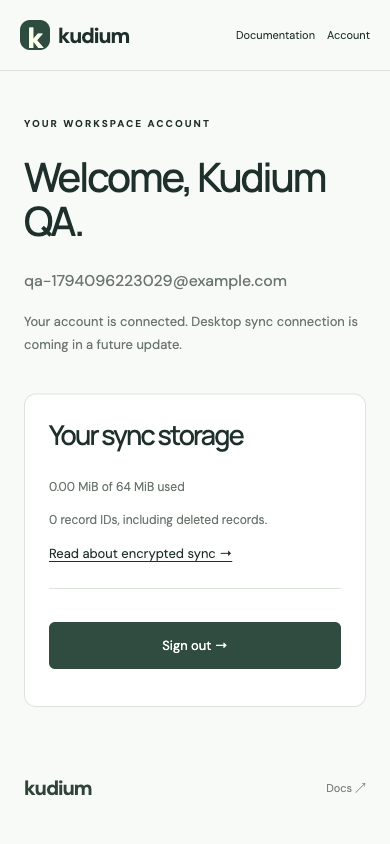 k kudium
Documentation Account
YOUR WORKSPACE ACCOUNT
Welcome, Kudium
QA.
qa-1794096223029@example.com
Your account is connected. Desktop sync connection is
coming in a future update.
Your sync storage
0.00 MiB of 64 MiB used
0 record IDs, including deleted records.
Read about encrypted sync →
Sign out →
kudium
Docs ↗